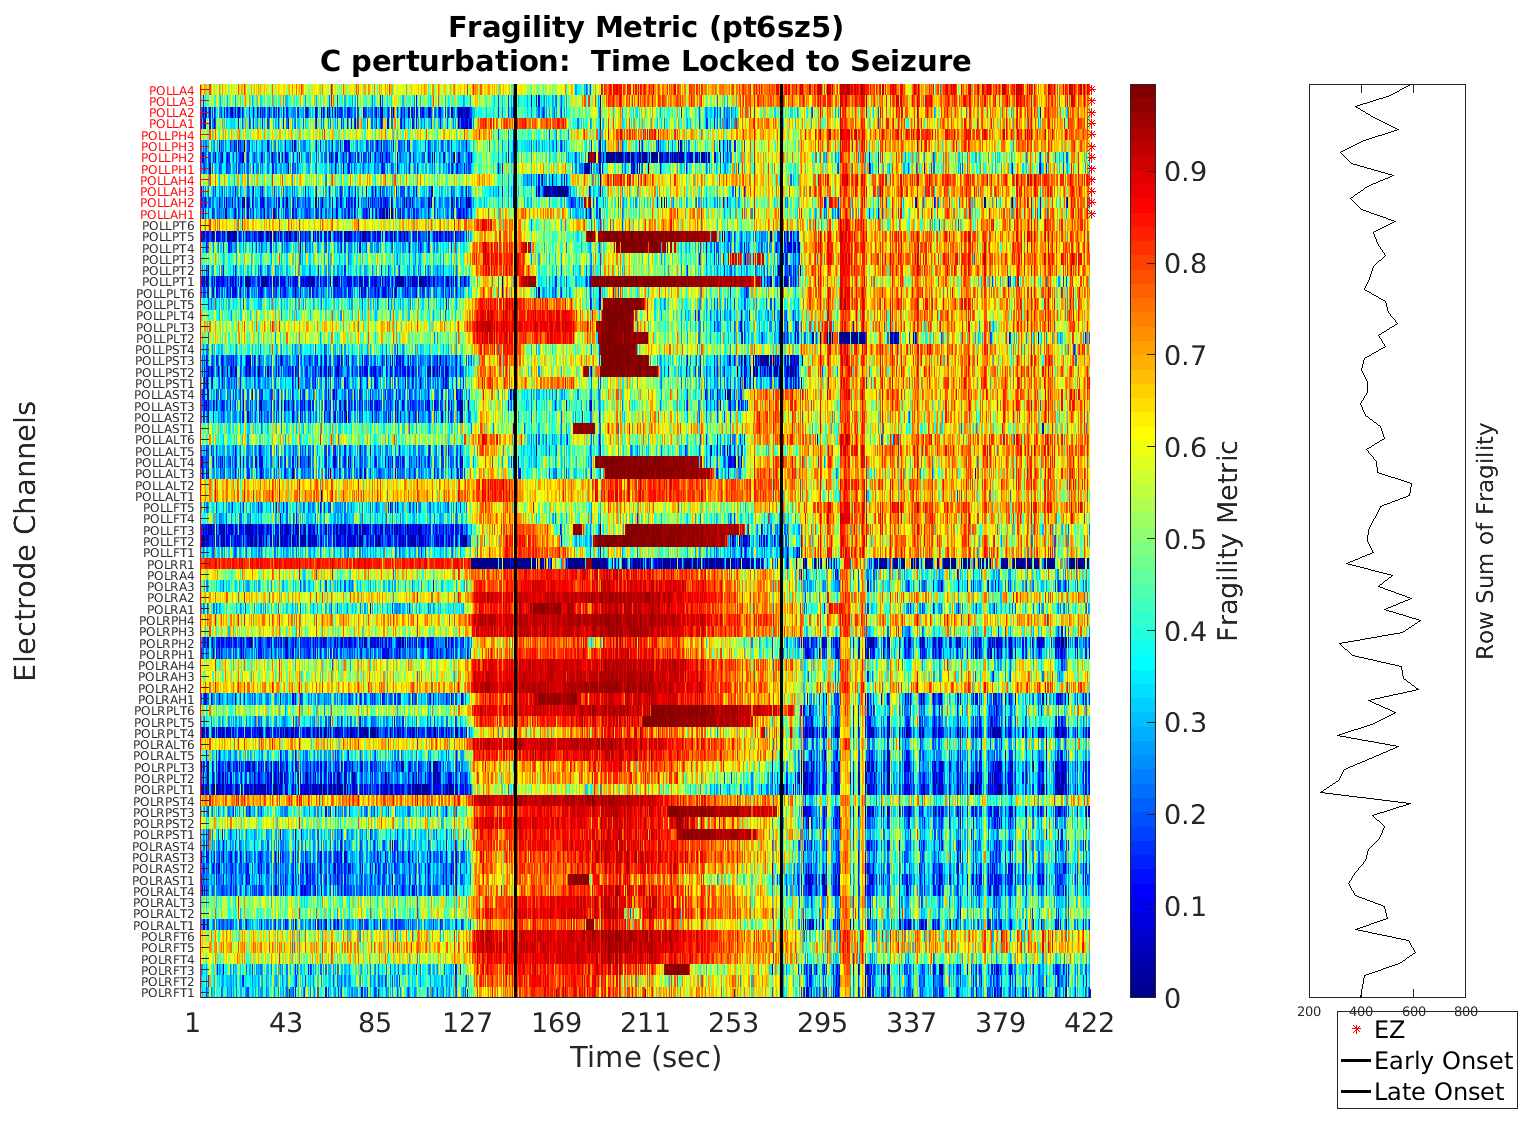 Fragility Metric (pt6sz5)
C perturbation:  Time Locked to Seizure
Electrode Channels
POLLA4
POLLA3
POLLA2
POLLA1
POLLPH4
POLLPH3
POLLPH2
POLLPH1
POLLAH4
POLLAH3
POLLAH2
POLLAH1
POLLPT6
POLLPT5
POLLPT4
POLLPT3
POLLPT2
POLLPT1
POLLPLT6
POLLPLT5
POLLPLT4
POLLPLT3
POLLPLT2
POLLPST4
POLLPST3
POLLPST2
POLLPST1
POLLAST4
POLLAST3
POLLAST2
POLLAST1
POLLALT6
POLLALT5
POLLALT4
POLLALT3
POLLALT2
POLLALT1
POLLFT5
POLLFT4
POLLFT3
POLLFT2
POLLFT1
POLRR1
POLRA4
POLRA3
POLRA2
POLRA1
POLRPH4
POLRPH3
POLRPH2
POLRPH1
POLRAH4
POLRAH3
POLRAH2
POLRAH1
POLRPLT6
POLRPLT5
POLRPLT4
POLRALT6
POLRALT5
POLRPLT3
POLRPLT2
POLRPLT1
POLRPST4
POLRPST3
POLRPST2
POLRPST1
POLRAST4
POLRAST3
POLRAST2
POLRAST1
POLRALT4
POLRALT3
POLRALT2
POLRALT1
POLRFT6
POLRFT5
POLRFT4
POLRFT3
POLRFT2
POLRFT1
1 43 85 127 169 211 253 295 337 379 422
Time (sec)
0.9
0.8
0.7
0.6
0.5
0.4
0.3
0.2
0.1
0
Fragility Metric
200 400 600 800
Row Sum of Fragility
EZ
Early Onset
Late Onset